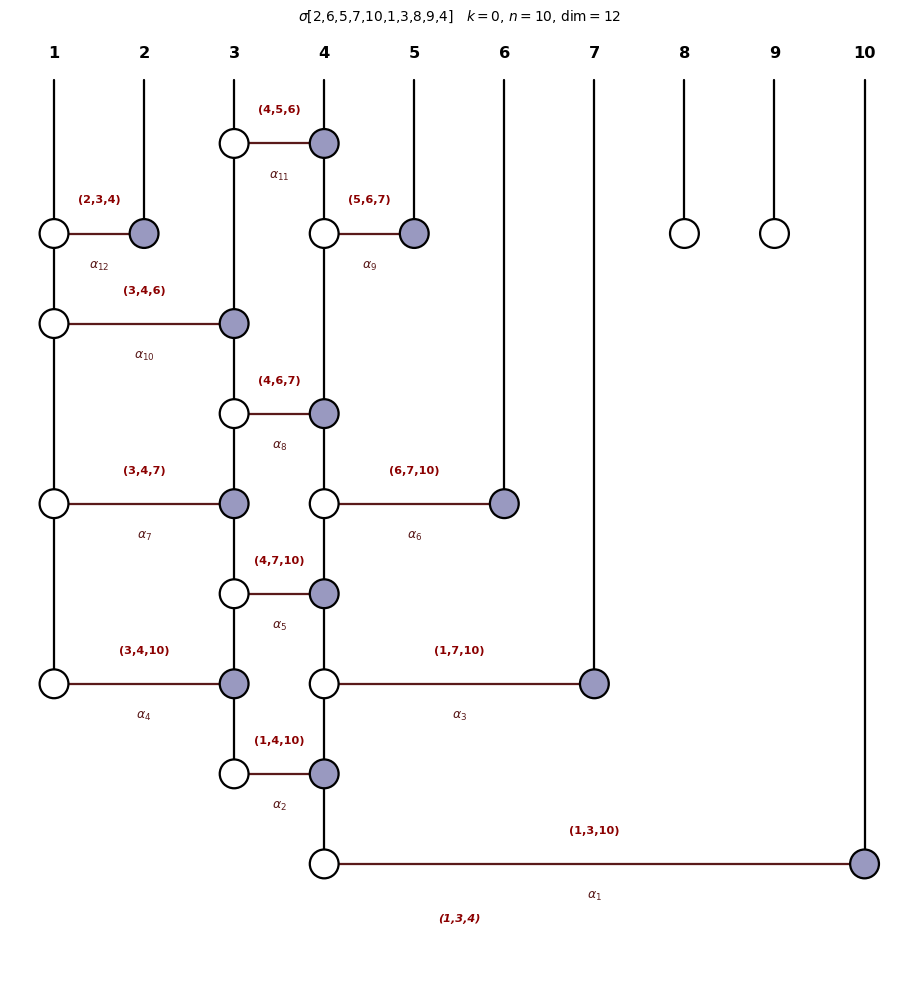 σ[2,6,5,7,10,1,3,8,9,4] k=0, n=10, dim=12
1 2 3 4 5 6 7 8 9 10
(4,5,6)
α₁₁
(2,3,4) (5,6,7)
α₁₂ α₉
(3,4,6)
α₁₀
(4,6,7)
α₈
(3,4,7) (6,7,10)
α₇ α₆
(4,7,10)
α₅
(3,4,10) (1,7,10)
α₄ α₃
(1,4,10)
α₂
(1,3,10)
α₁
(1,3,4)